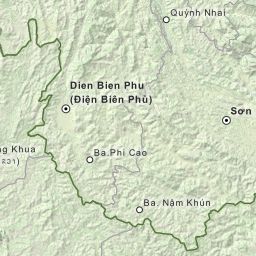 Quỳnh Nhai
Dien Bien Phu
(Điện Biên Phủ)
Sơn
ng Khua
Ba Phi Cao
Ba. Nậm Khún